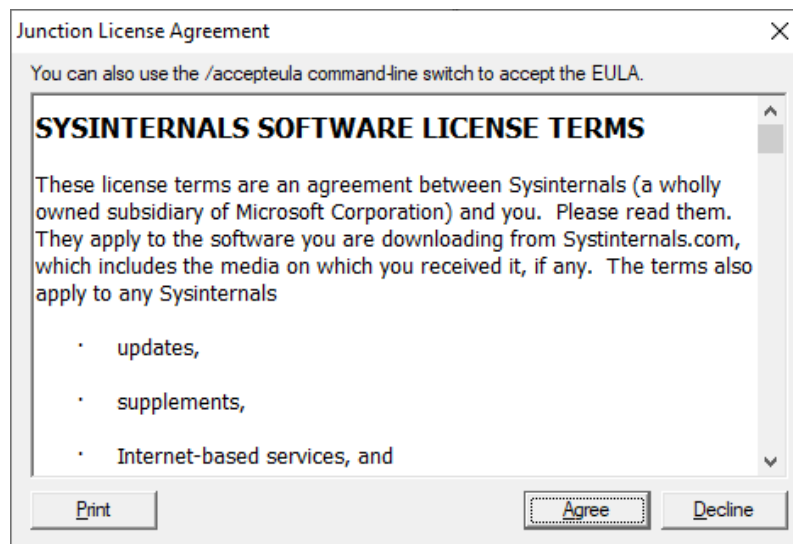 Junction License Agreement
You can also use the /accepteula command-line switch to accept the EULA.
SYSINTERNALS SOFTWARE LICENSE TERMS
These license terms are an agreement between Sysinternals (a wholly
owned subsidiary of Microsoft Corporation) and you.  Please read them.
They apply to the software you are downloading from Systinternals.com,
which includes the media on which you received it, if any.  The terms also
apply to any Sysinternals
· updates,
· supplements,
· Internet-based services, and
Print Agree Decline